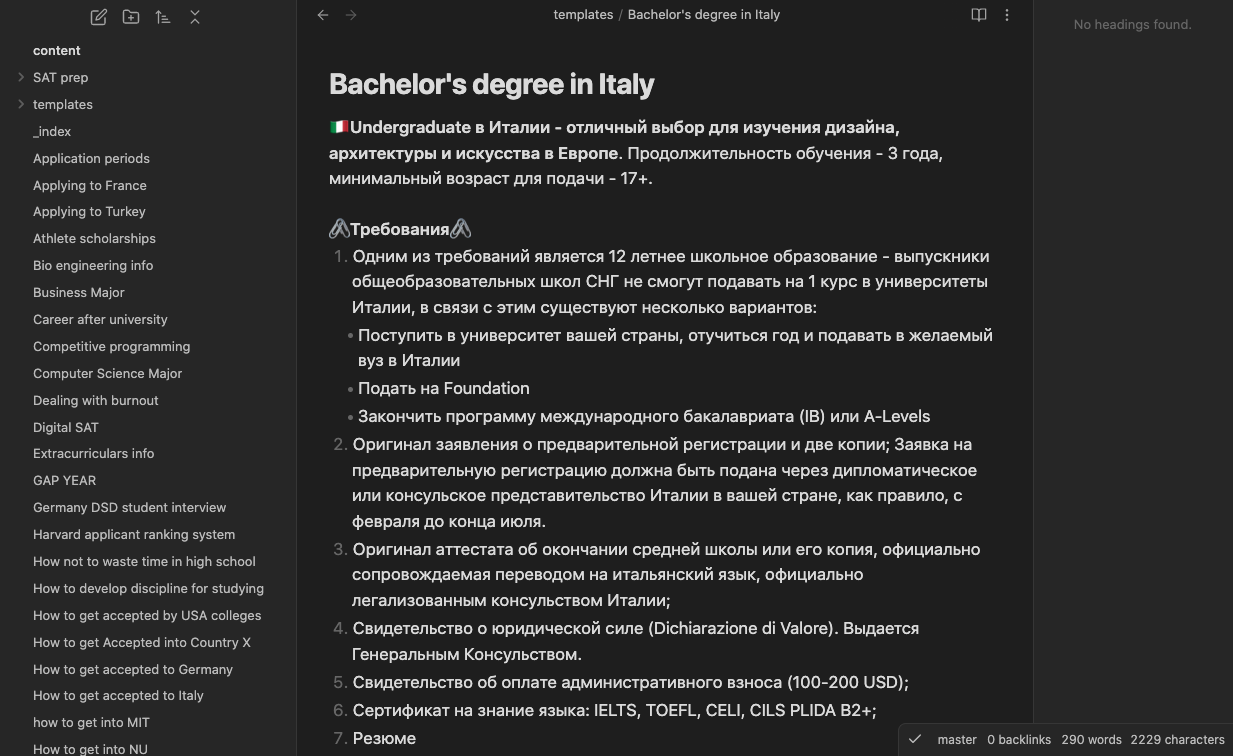 content
SAT prep
templates
_index
Application periods
Applying to France
Applying to Turkey
Athlete scholarships
Bio engineering info
Business Major
Career after university
Competitive programming
Computer Science Major
Dealing with burnout
Digital SAT
Extracurriculars info
GAP YEAR
Germany DSD student interview
Harvard applicant ranking system
How not to waste time in high school
How to develop discipline for studying
How to get accepted by USA colleges
How to get Accepted into Country X
How to get accepted to Germany
How to get accepted to Italy
how to get into MIT
How to get into NU
templates / Bachelor's degree in Italy
Bachelor's degree in Italy
🇮🇹Undergraduate в Италии - отличный выбор для изучения дизайна,
архитектуры и искусства в Европе. Продолжительность обучения - 3 года,
минимальный возраст для подачи - 17+.
🖇Требования🖇
1. Одним из требований является 12 летнее школьное образование - выпускники
общеобразовательных школ СНГ не смогут подавать на 1 курс в университеты
Италии, в связи с этим существуют несколько вариантов:
• Поступить в университет вашей страны, отучиться год и подавать в желаемый
вуз в Италии
• Подать на Foundation
• Закончить программу международного бакалавриата (IB) или A-Levels
2. Оригинал заявления о предварительной регистрации и две копии; Заявка на
предварительную регистрацию должна быть подана через дипломатическое
или консульское представительство Италии в вашей стране, как правило, с
февраля до конца июля.
3. Оригинал аттестата об окончании средней школы или его копия, официально
сопровождаемая переводом на итальянский язык, официально
легализованным консульством Италии;
4. Свидетельство о юридической силе (Dichiarazione di Valore). Выдается
Генеральным Консульством.
5. Свидетельство об оплате административного взноса (100-200 USD);
6. Сертификат на знание языка: IELTS, TOEFL, CELI, CILS PLIDA B2+;
7. Резюме
No headings found.
master 0 backlinks 290 words 2229 characters